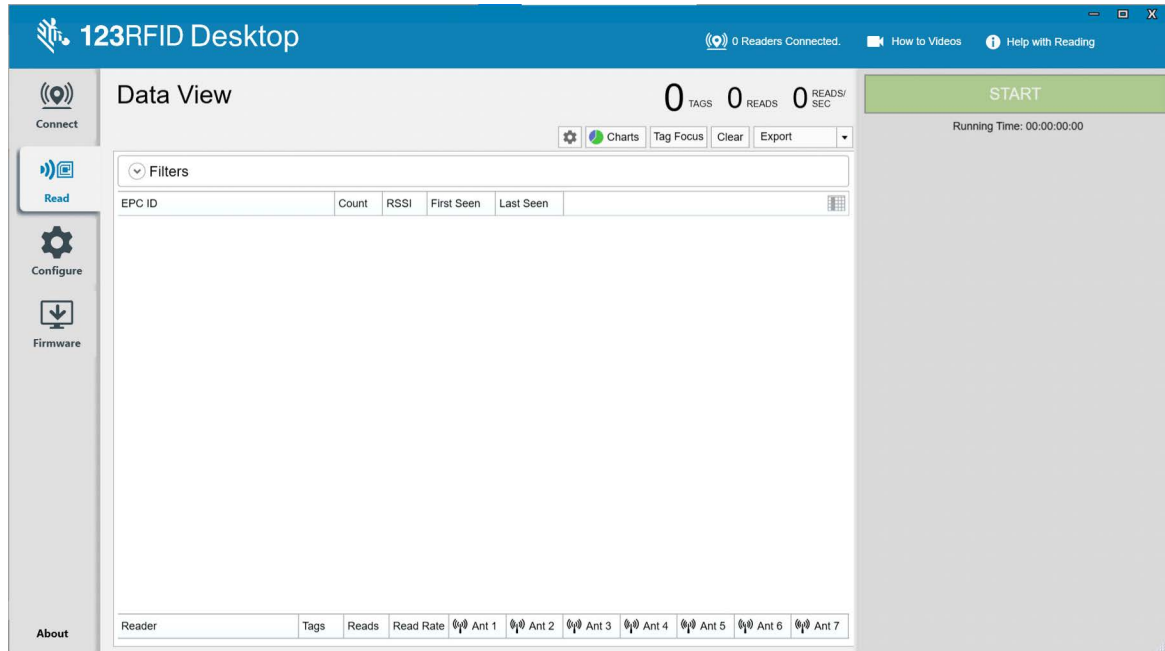 123RFID Desktop
0 Readers Connected.
How to Videos
Help with Reading
X
Connect
Read
Configure
Firmware
About
Data View
0 TAGS 0 READS 0 READS/SEC
Charts
Tag Focus
Clear
Export
Filters
EPC ID Count RSSI First Seen Last Seen
Reader Tags Reads Read Rate Ant 1 Ant 2 Ant 3 Ant 4 Ant 5 Ant 6 Ant 7
START
Running Time: 00:00:00:00